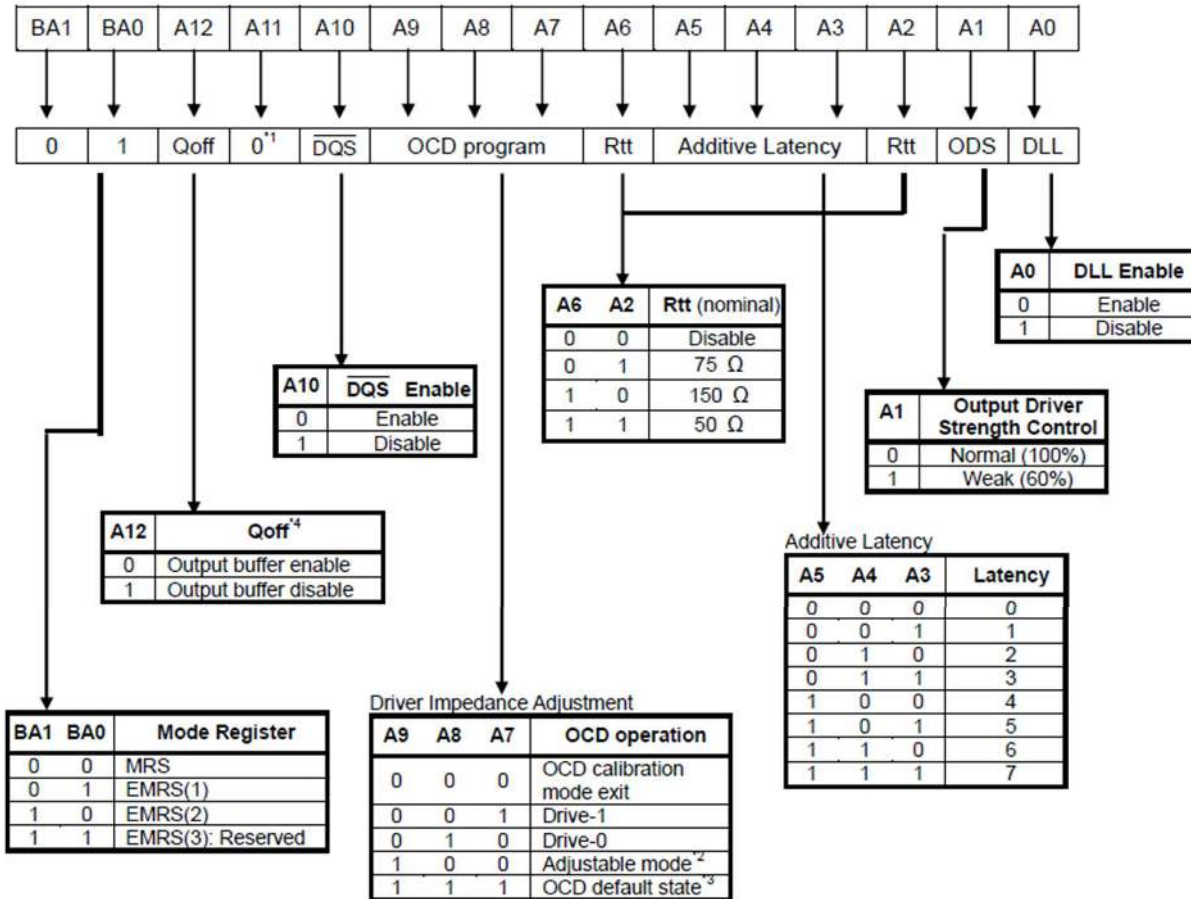 BA1 BA0 A12 A11 A10 A9 A8 A7 A6 A5 A4 A3 A2 A1 A0
0 1 Qoff 0*1 DQS OCD program Rtt Additive Latency Rtt ODS DLL
A0 DLL Enable
0 Enable
1 Disable
A6 A2 Rtt (nominal)
0 0 Disable
0 1 75 Ω
1 0 150 Ω
1 1 50 Ω
A10 DQS Enable
0 Enable
1 Disable
A1 Output Driver
Strength Control
0 Normal (100%)
1 Weak (60%)
A12 Qoff*4
0 Output buffer enable
1 Output buffer disable
Additive Latency
A5 A4 A3 Latency
0 0 0 0
0 0 1 1
0 1 0 2
0 1 1 3
1 0 0 4
1 0 1 5
1 1 0 6
1 1 1 7
BA1 BA0 Mode Register
0 0 MRS
0 1 EMRS(1)
1 0 EMRS(2)
1 1 EMRS(3): Reserved
Driver Impedance Adjustment
A9 A8 A7 OCD operation
0 0 0 OCD calibration
mode exit
0 0 1 Drive-1
0 1 0 Drive-0
1 0 0 Adjustable mode*2
1 1 1 OCD default state*3